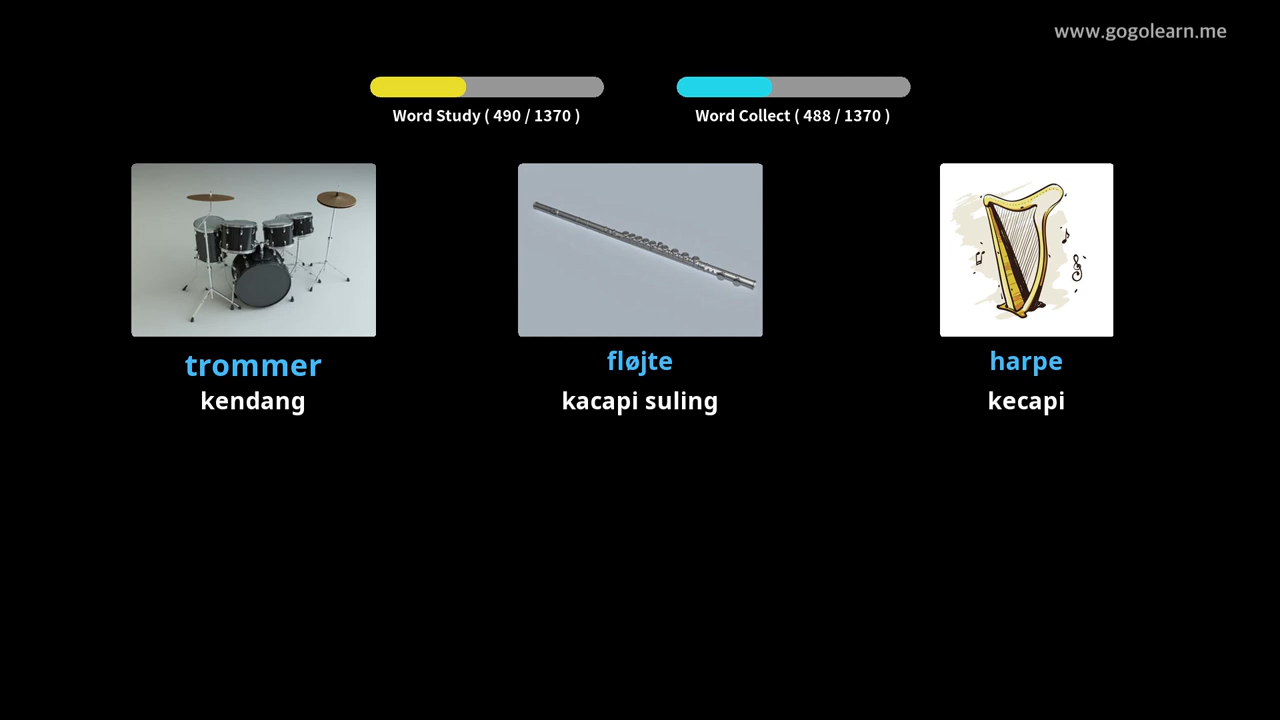 www.gogolearn.me
Word Study ( 490 / 1370 )
Word Collect ( 488 / 1370 )
trommer
fløjte
harpe
kendang
kacapi suling
kecapi